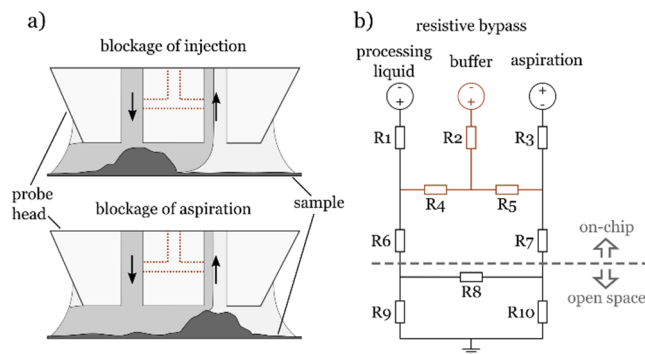 a)
blockage of injection
probe
head
sample
blockage of aspiration
b)
resistive bypass
processing
liquid
buffer
aspiration
-
+
-
+
+
-
R1
R2
R3
R4
R5
R6
R7
on-chip
R8
open space
R9
R10